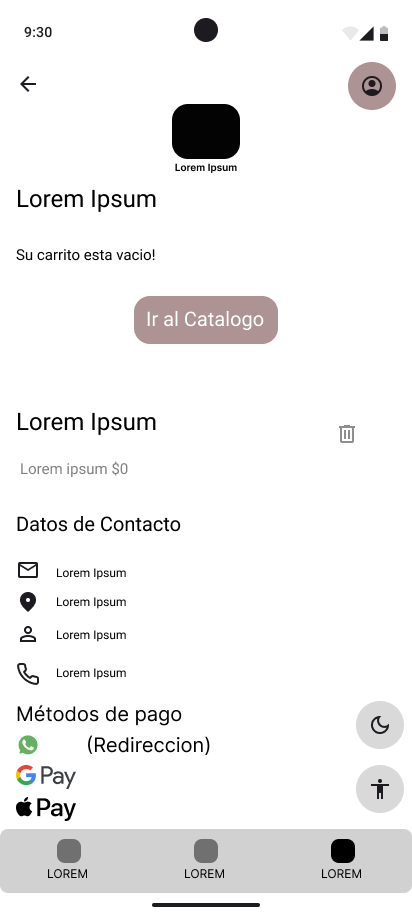 9:30
Lorem Ipsum
Lorem Ipsum
Su carrito esta vacio!
Ir al Catalogo
Lorem Ipsum
Lorem ipsum $0
Datos de Contacto
Lorem Ipsum
Lorem Ipsum
Lorem Ipsum
Lorem Ipsum
Métodos de pago
(Redireccion)
G Pay
Pay
LOREM LOREM LOREM